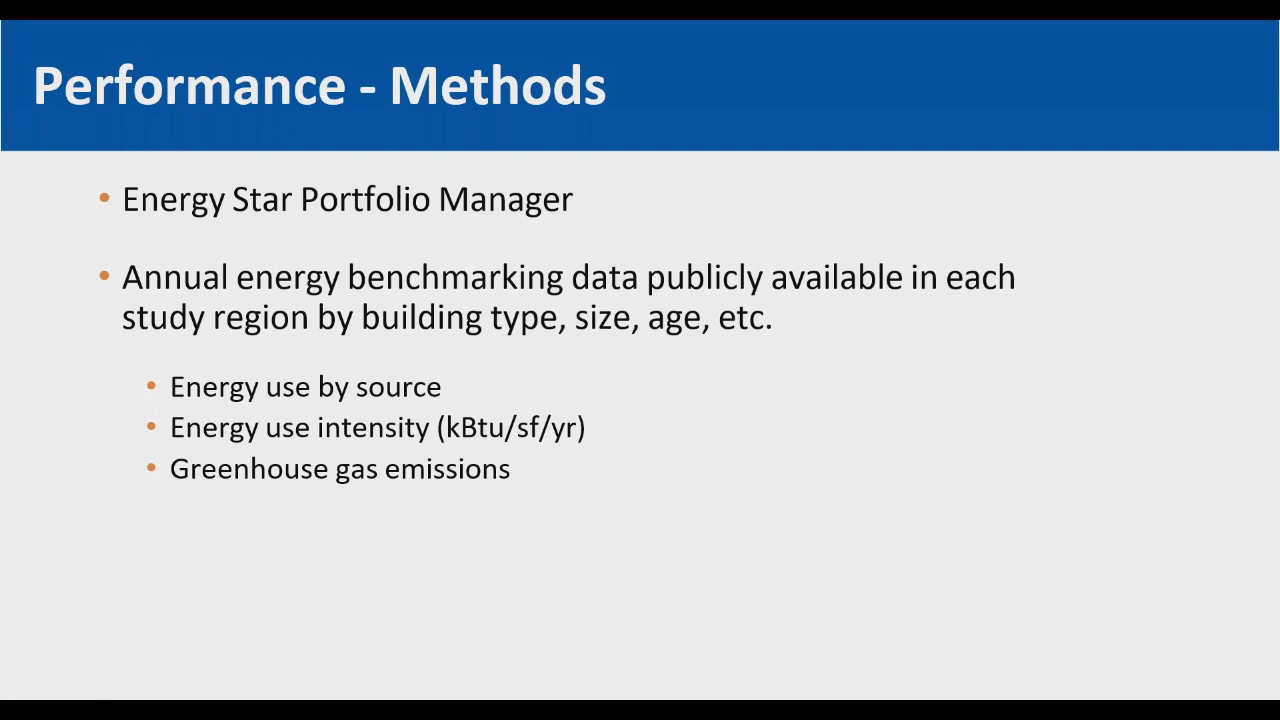 Performance - Methods
• Energy Star Portfolio Manager
• Annual energy benchmarking data publicly available in each
study region by building type, size, age, etc.
• Energy use by source
• Energy use intensity (kBtu/sf/yr)
• Greenhouse gas emissions